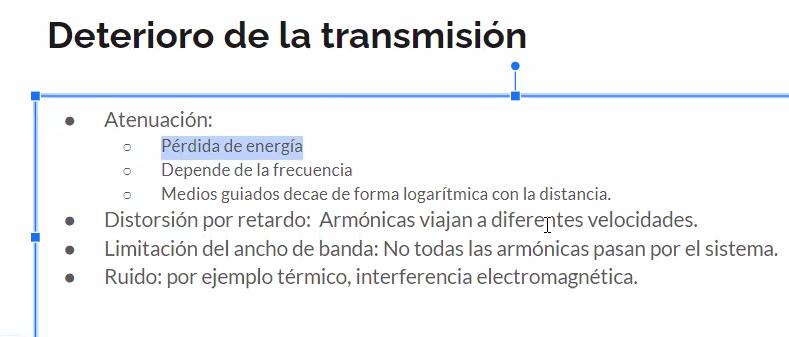 Deterioro de la transmisión
● Atenuación:
○ Pérdida de energía
○ Depende de la frecuencia
○ Medios guiados decae de forma logarítmica con la distancia.
● Distorsión por retardo: Armónicas viajan a diferentes velocidades.
● Limitación del ancho de banda: No todas las armónicas pasan por el sistema.
● Ruido: por ejemplo térmico, interferencia electromagnética.